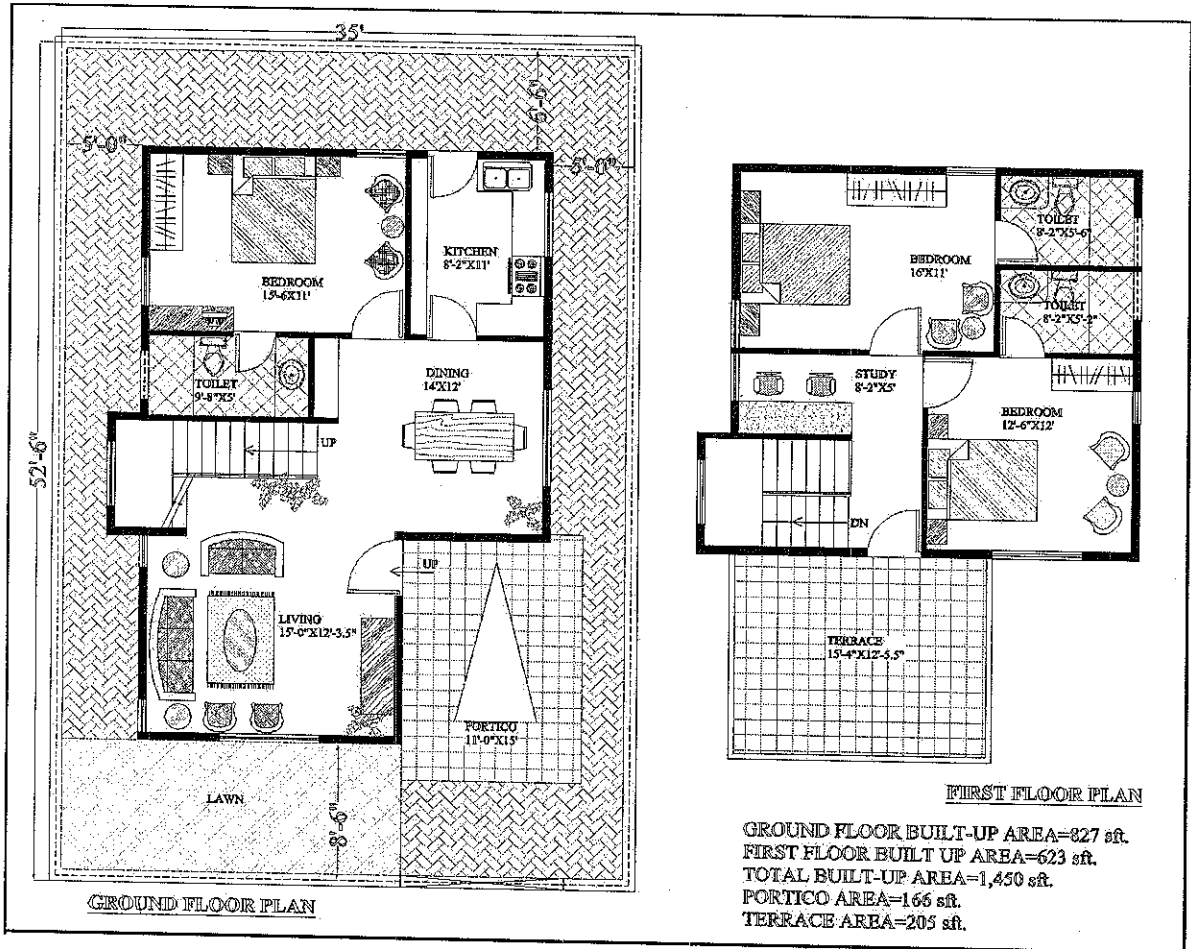 35'
6'-6"
5'-0"
5'-0"
BEDROOM
15'-6X11'
KITCHEN
8'-2"X11'
TOILET
9'-8"X5'
DINING
14'X12'
UP
52'-6"
UP
LIVING
15'-0"X12'-3.5"
PORTICO
11'-0"X15'
LAWN
8'-9"
GROUND FLOOR PLAN
TOILET
8'-2"X5'-6"
BEDROOM
16'X11'
TOILET
8'-2"X5'-2"
STUDY
8'-2"X5'
BEDROOM
12'-6"X12'
DN
TERRACE
15'-4"X12'-5.5"
FIRST FLOOR PLAN
GROUND FLOOR BUILT-UP AREA=827 sft.
FIRST FLOOR BUILT UP AREA=623 sft.
TOTAL BUILT-UP AREA=1,450 sft.
PORTICO AREA=166 sft.
TERRACE AREA=205 sft.